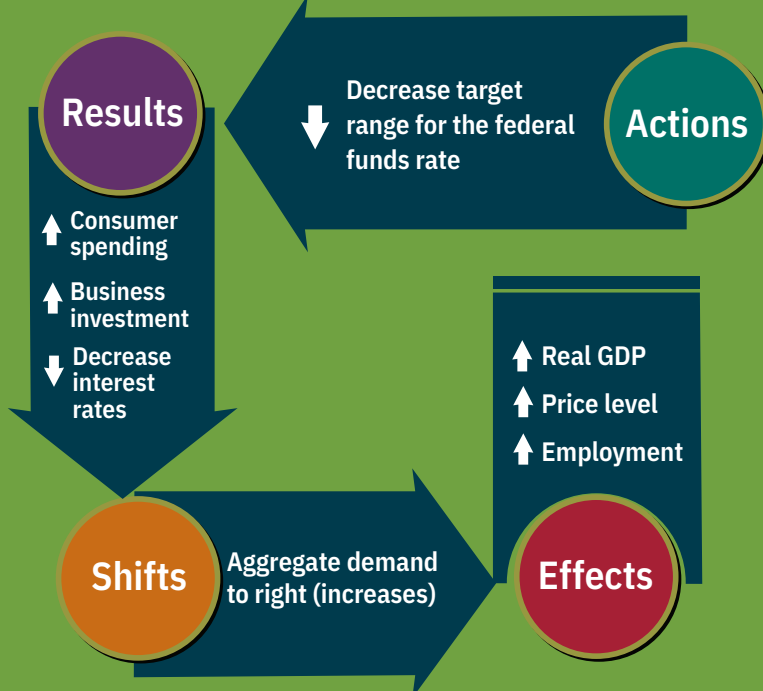 Actions
Decrease target
range for the federal
funds rate
Results
Consumer
spending
Business
investment
Decrease
interest
rates
Shifts
Aggregate demand
to right (increases)
Effects
Real GDP
Price level
Employment